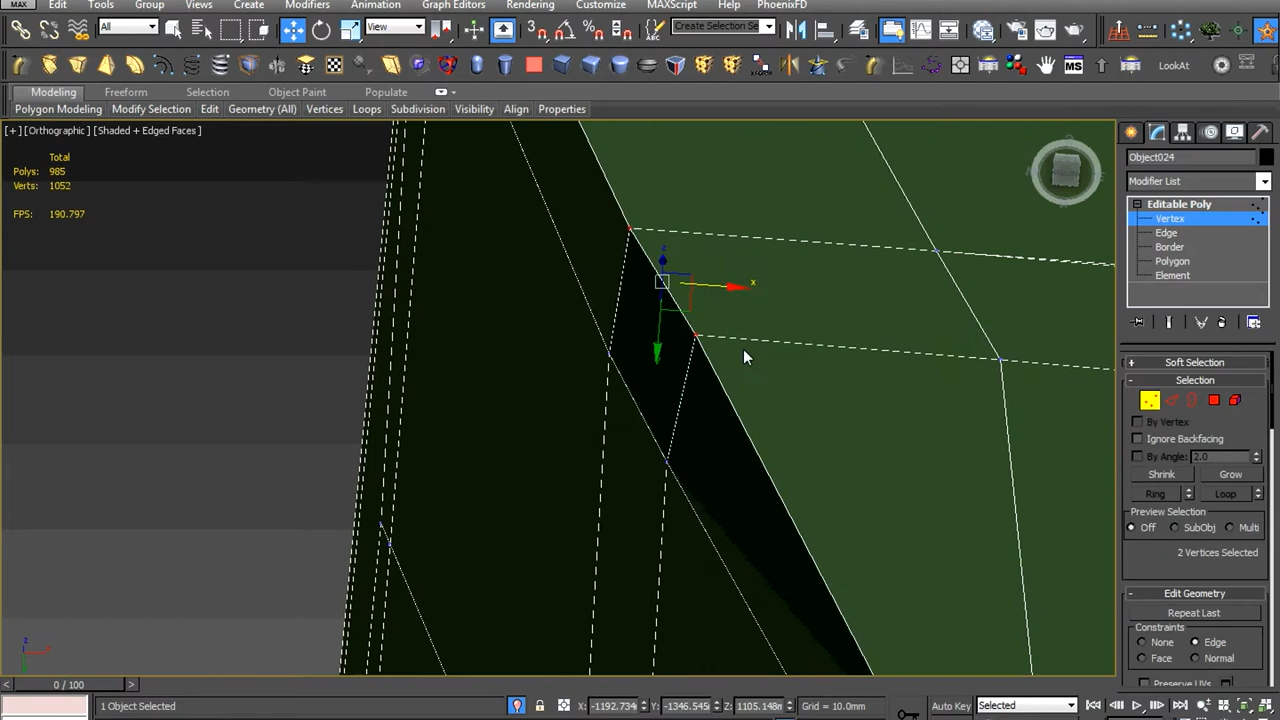 MAX Edit Tools Group Views Create Modifiers Animation Graph Editors Rendering Customize MAXScript Help PhoenixFD
All View Create Selection Se
MS LookAt
Modeling Freeform Selection Object Paint Populate
Polygon Modeling Modify Selection Edit Geometry (All) Vertices Loops Subdivision Visibility Align Properties
[+] [Orthographic] [Shaded + Edged Faces]
Total
Polys: 985
Verts: 1052
FPS: 190.797
z
x
Object024
Modifier List
Editable Poly
Vertex
Edge
Border
Polygon
Element
+ Soft Selection
- Selection
By Vertex
Ignore Backfacing
By Angle: 2.0
Shrink Grow
Ring Loop
Preview Selection
Off SubObj Multi
2 Vertices Selected
- Edit Geometry
Repeat Last
Constraints
None Edge
Face Normal
Preserve UVs
z
< 0 / 100 >
1 Object Selected X: -1192.734 Y: -1346.545 Z: 1105.148 Grid = 10.0mm Auto Key Selected